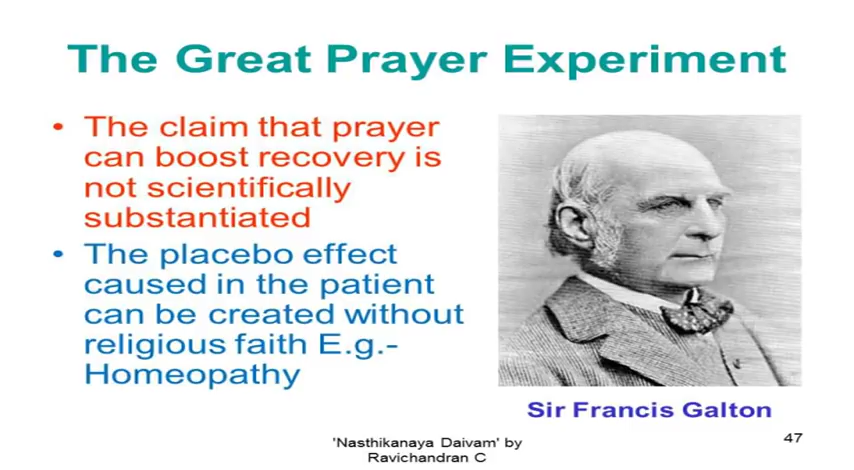 The Great Prayer Experiment
• The claim that prayer
can boost recovery is
not scientifically
substantiated
• The placebo effect
caused in the patient
can be created without
religious faith E.g.-
Homeopathy
Sir Francis Galton
'Nasthikanaya Daivam' by
Ravichandran C
47